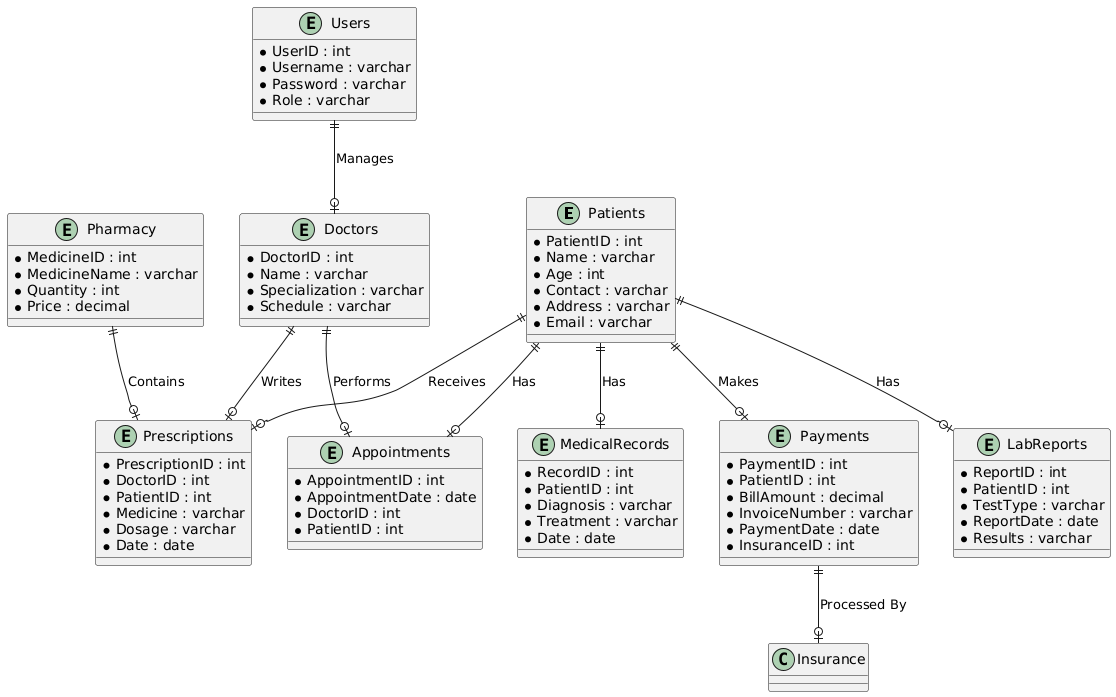 E Users
UserID : int
Username : varchar
Password : varchar
Role : varchar
Manages
E Pharmacy
MedicineID : int
MedicineName : varchar
Quantity : int
Price : decimal
E Doctors
DoctorID : int
Name : varchar
Specialization : varchar
Schedule : varchar
E Patients
PatientID : int
Name : varchar
Age : int
Contact : varchar
Address : varchar
Email : varchar
Contains
Writes
Performs
Receives
Has
Has
Makes
Has
E Prescriptions
PrescriptionID : int
DoctorID : int
PatientID : int
Medicine : varchar
Dosage : varchar
Date : date
E Appointments
AppointmentID : int
AppointmentDate : date
DoctorID : int
PatientID : int
E MedicalRecords
RecordID : int
PatientID : int
Diagnosis : varchar
Treatment : varchar
Date : date
E Payments
PaymentID : int
PatientID : int
BillAmount : decimal
InvoiceNumber : varchar
PaymentDate : date
InsuranceID : int
E LabReports
ReportID : int
PatientID : int
TestType : varchar
ReportDate : date
Results : varchar
Processed By
C Insurance